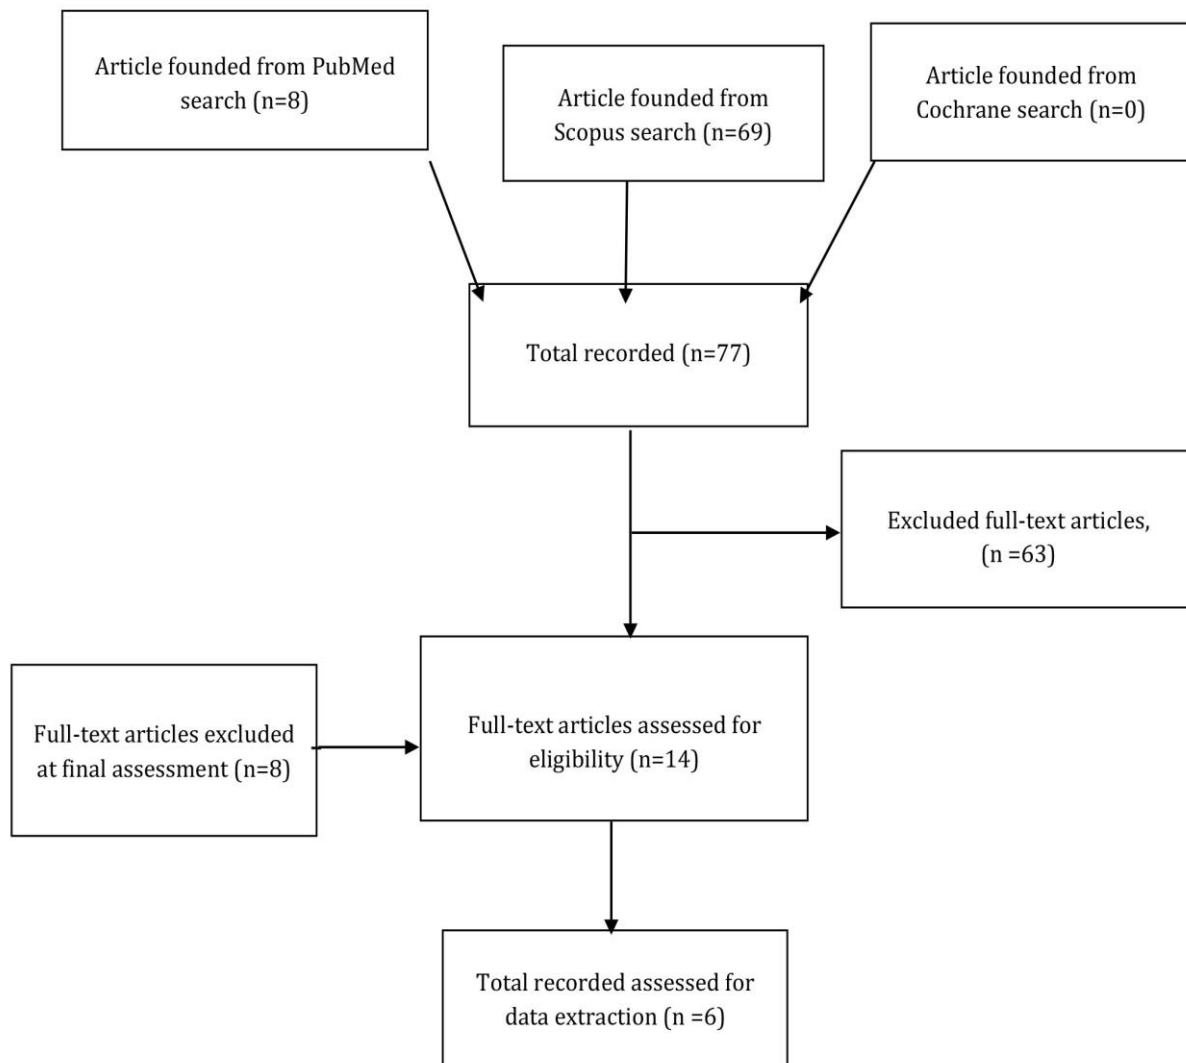 Article founded from PubMed
search (n=8)
Article founded from
Scopus search (n=69)
Article founded from
Cochrane search (n=0)
Total recorded (n=77)
Excluded full-text articles,
(n =63)
Full-text articles excluded
at final assessment (n=8)
Full-text articles assessed for
eligibility (n=14)
Total recorded assessed for
data extraction (n =6)